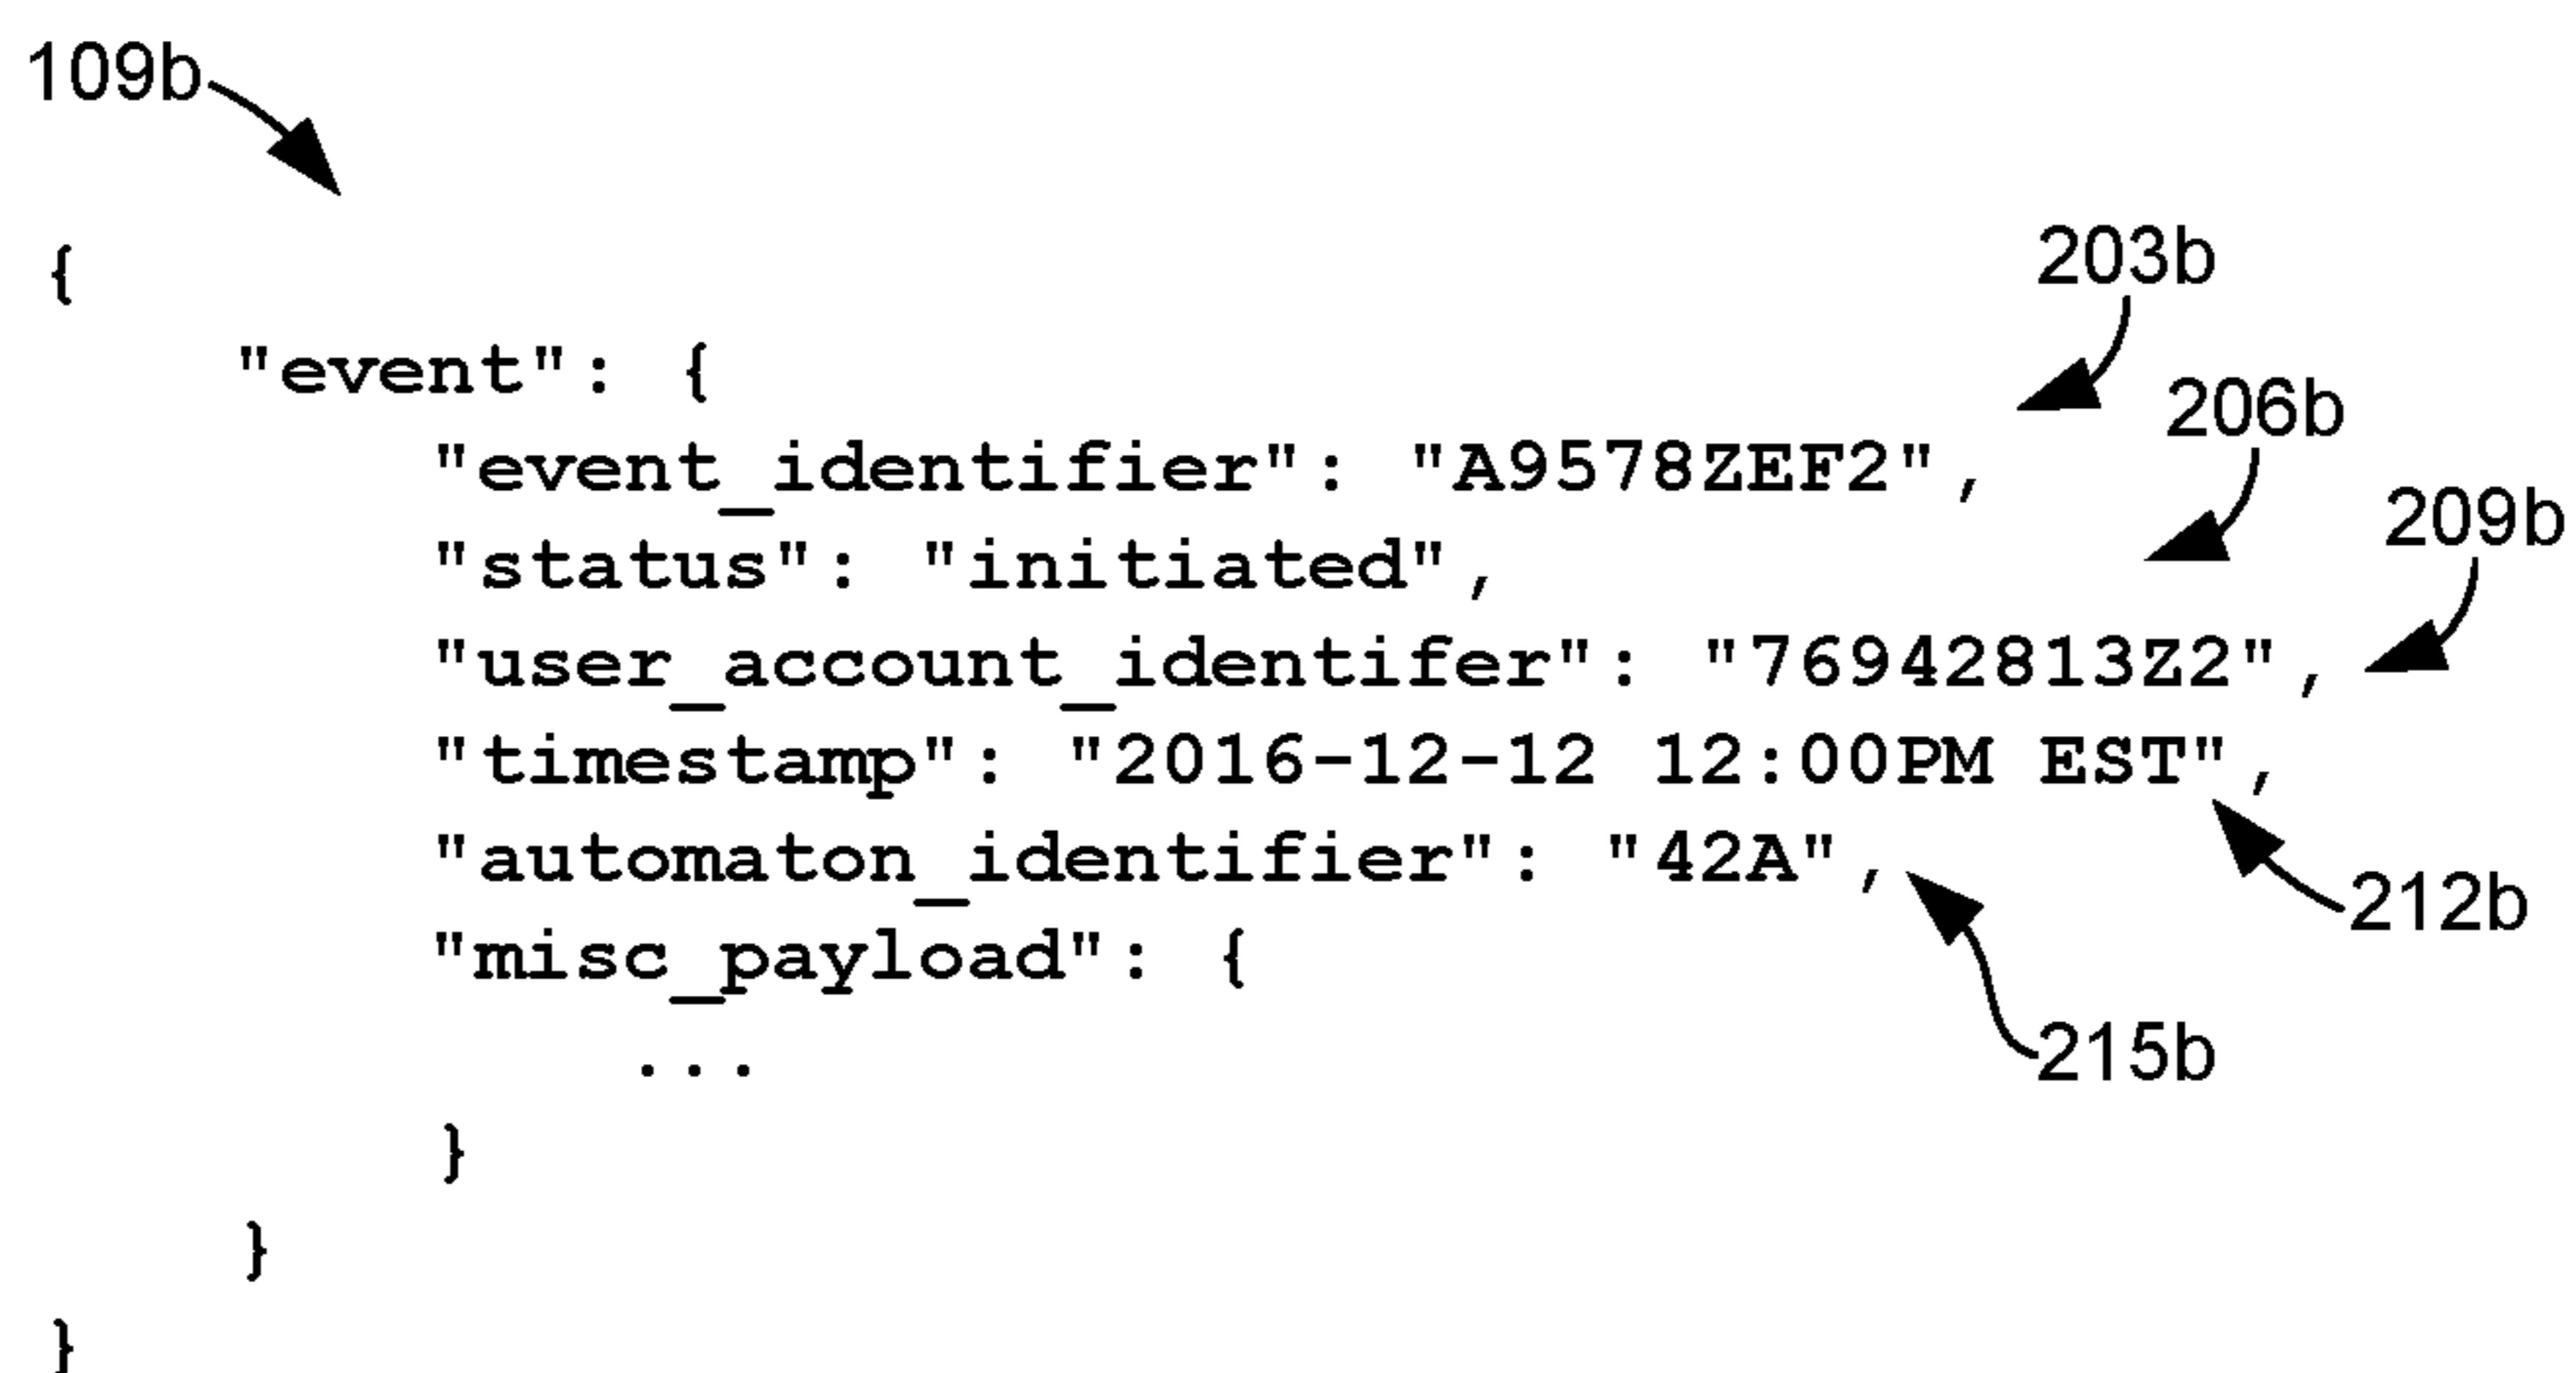 109b
{
203b
"event": {
206b
"event_identifier": "A9578ZEF2",
209b
"status": "initiated",
"user_account_identifer": "76942813Z2",
"timestamp": "2016-12-12 12:00PM EST",
"automaton_identifier": "42A",
212b
"misc_payload": {
215b
...
}
}
}